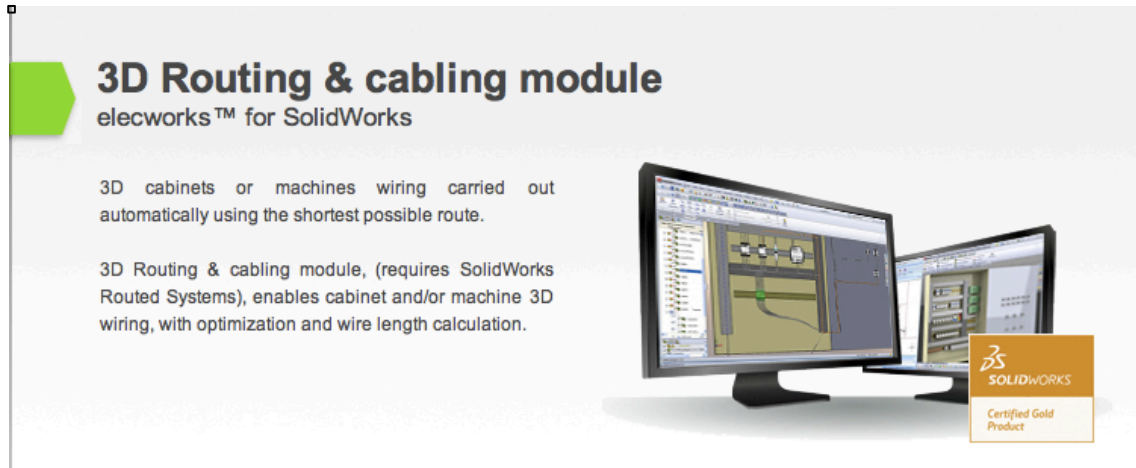 3D Routing & cabling module
elecworks™ for SolidWorks
3D cabinets or machines wiring carried out
automatically using the shortest possible route.
3D Routing & cabling module, (requires SolidWorks
Routed Systems), enables cabinet and/or machine 3D
wiring, with optimization and wire length calculation.
SOLIDWORKS
Certified Gold
Product